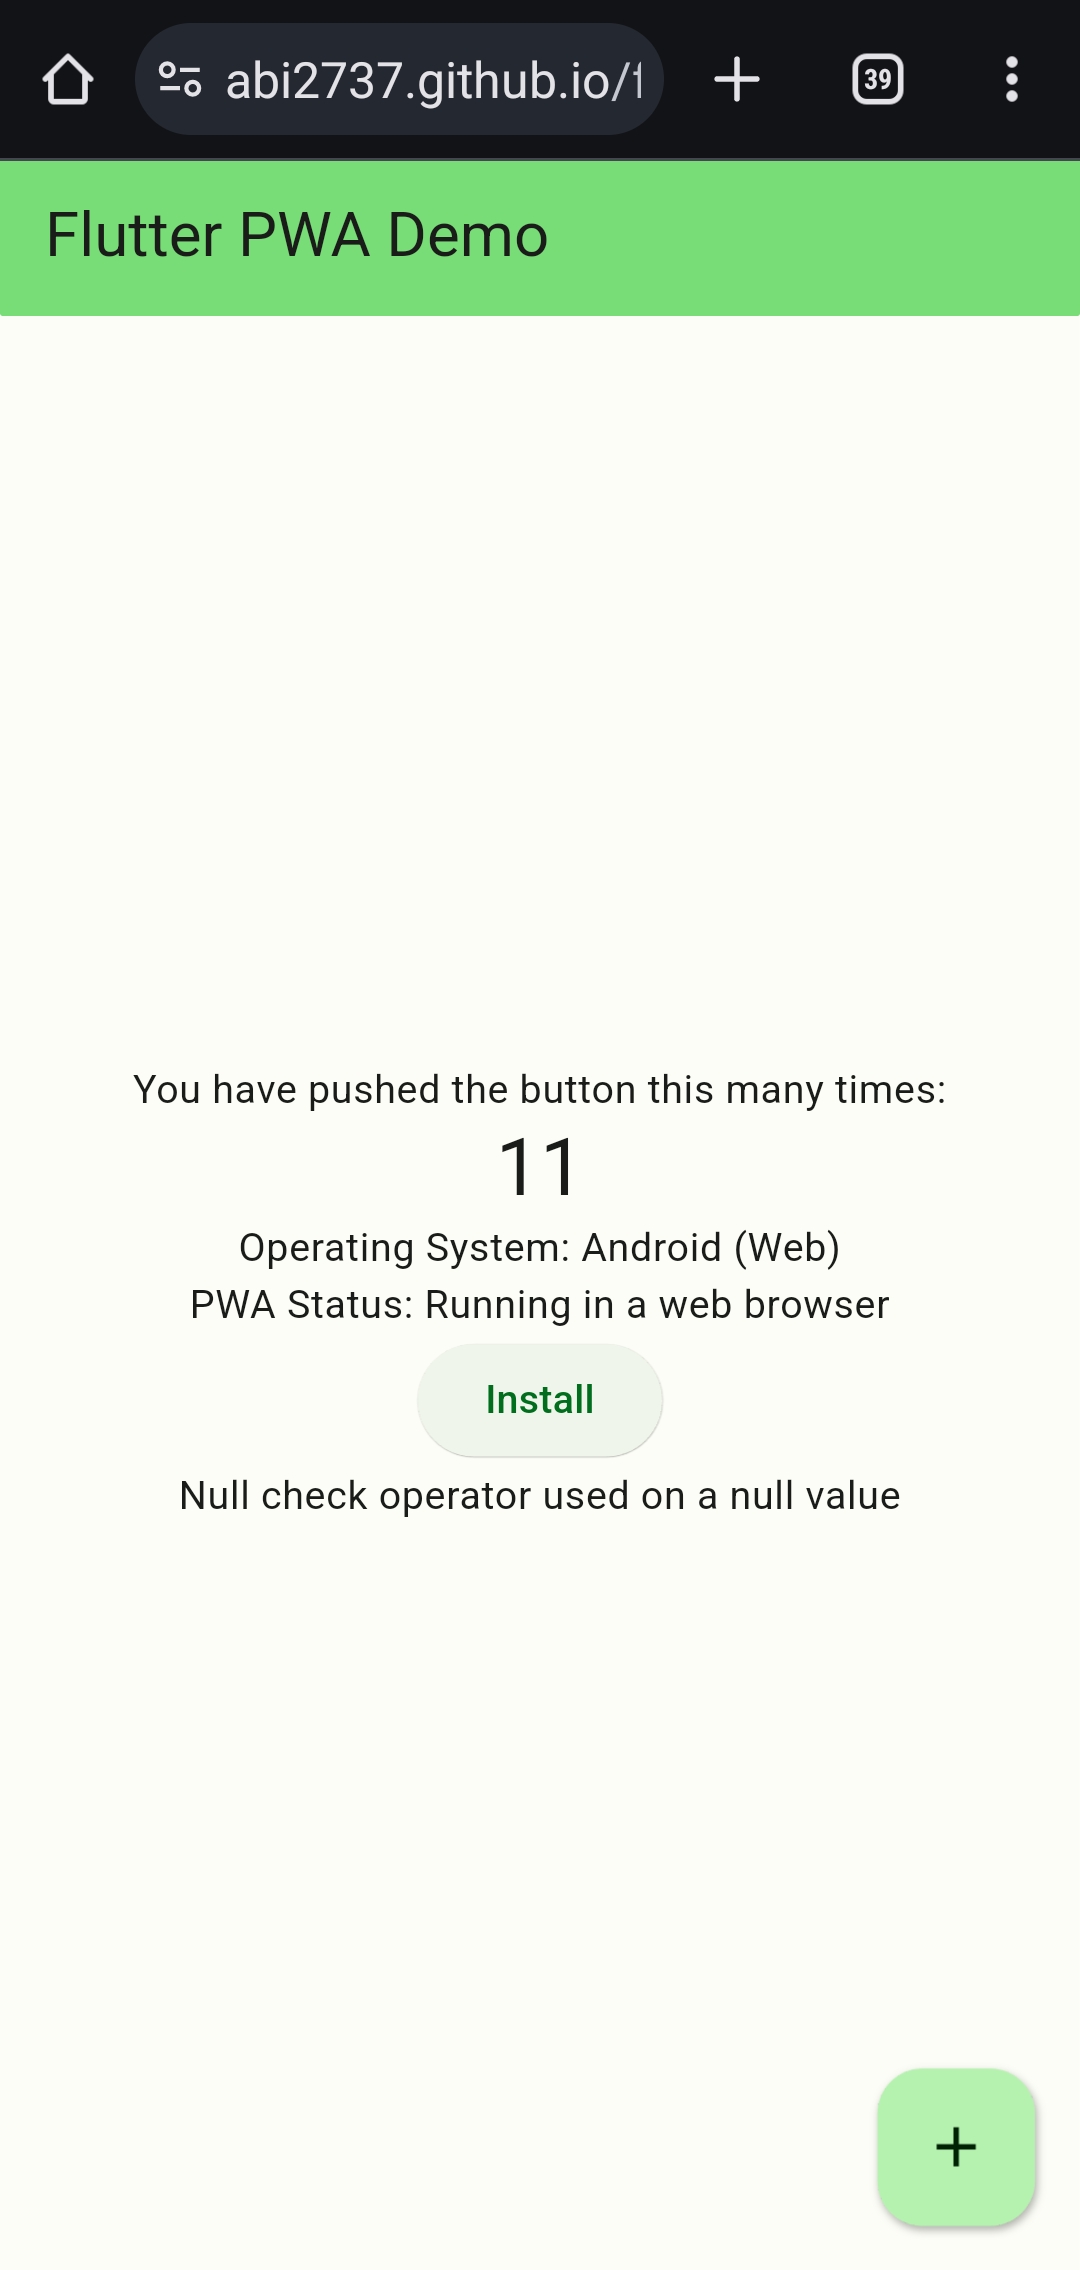 abi2737.github.io/f
39
Flutter PWA Demo
You have pushed the button this many times:
11
Operating System: Android (Web)
PWA Status: Running in a web browser
Install
Null check operator used on a null value